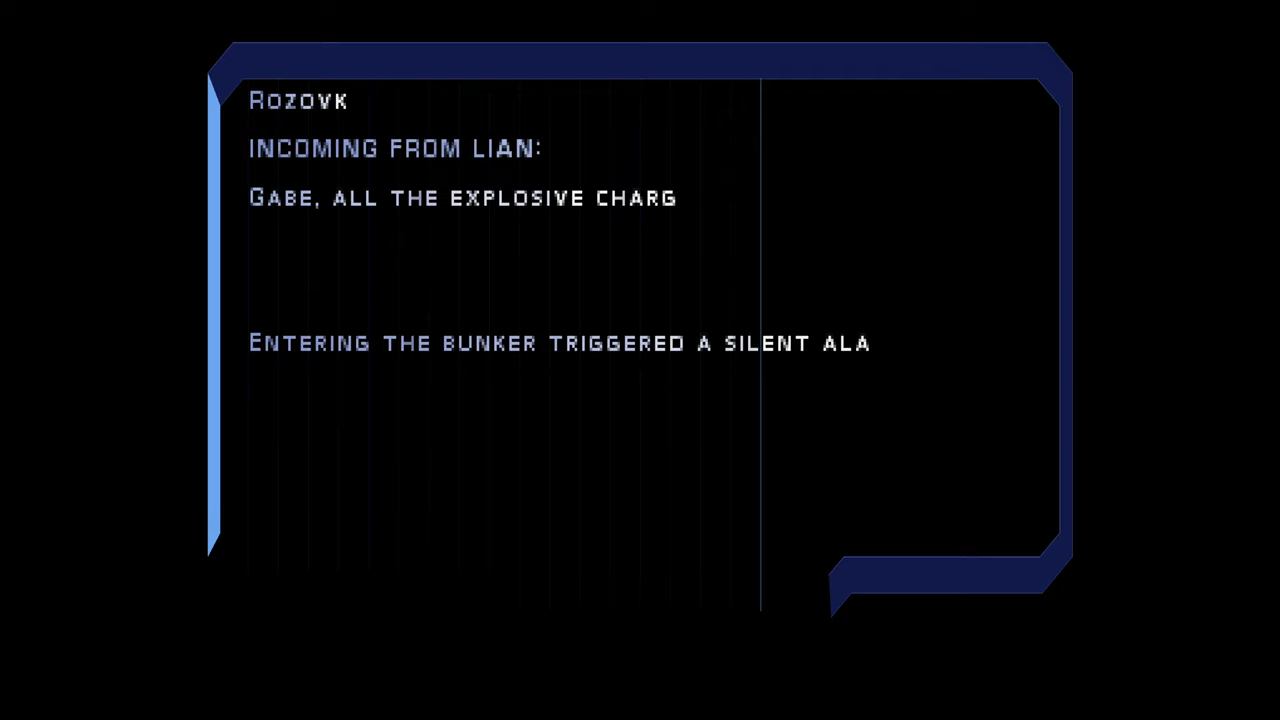 Rozovk
INCOMING FROM LIAN:
Gabe, all the explosive charg
Entering the bunker triggered a silent ala